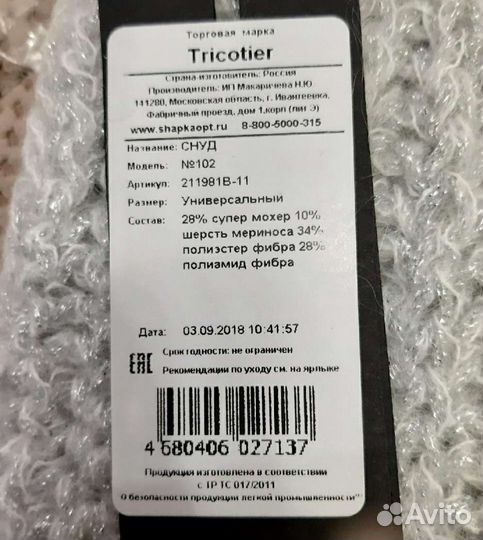 Торговая марка
Tricotier
Страна-изготовитель: Россия
Производитель: ИП Макаричева Н.Ю
141280, Московская область, г. Ивантеевка,
Фабричный проезд, дом 1,корп (лит Э)
www.shapkaopt.ru 8-800-5000-315
Название: СНУД
Модель: №102
Артикул: 211981В-11
Размер: Универсальный
Состав: 28% супер мохер 10%
шерсть мериноса 34%
полиэстер фибра 28%
полиамид фибра
Дата: 03.09.2018 10:41:57
EAC Срок годности: не ограничен
Рекомендации по уходу см. на ярлыке
4 680406 027137
Продукция изготовлена в соответствии
с ТР ТС 017/2011
О безопасности продукции легкой промышленности"
Avito